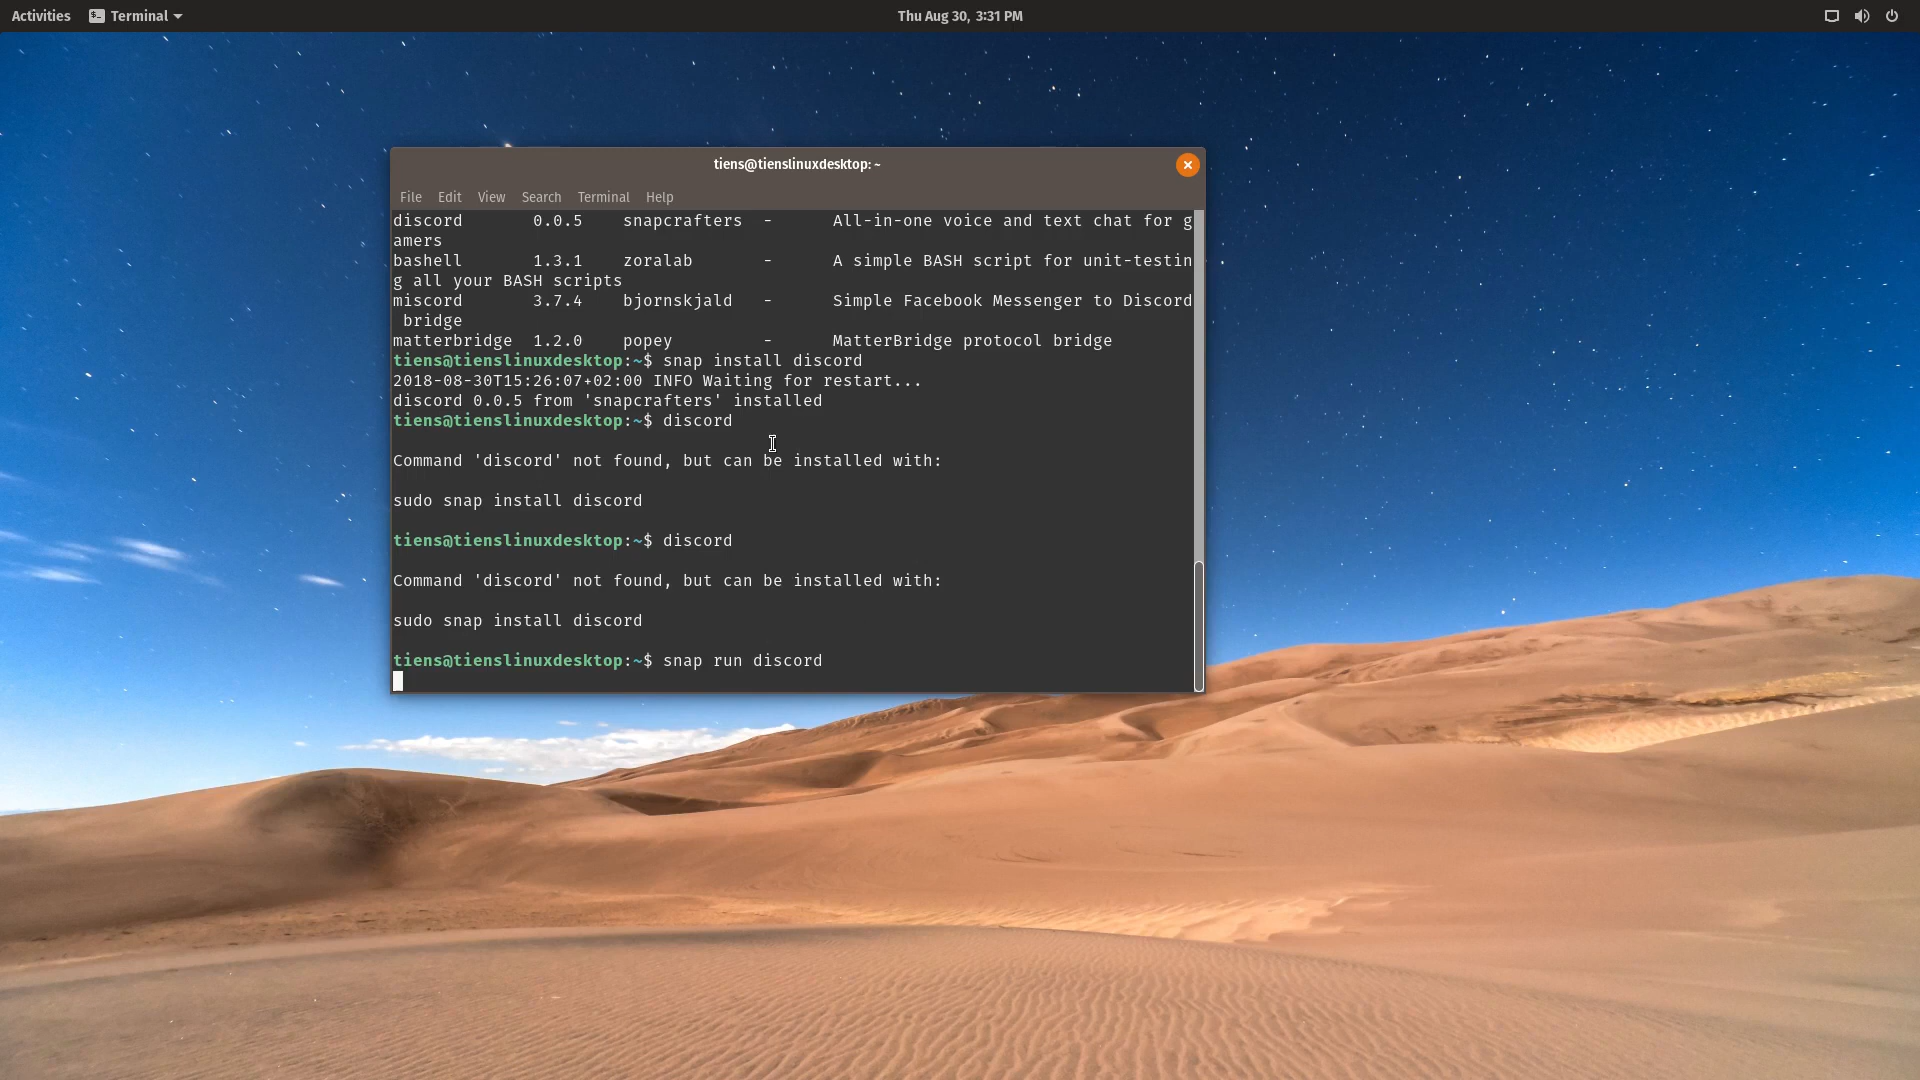 Activities Terminal Thu Aug 30, 3:31 PM
tiens@tienslinuxdesktop: ~
File Edit View Search Terminal Help
discord       0.0.5    snapcrafters  -      All-in-one voice and text chat for g
amers
bashell       1.3.1    zoralab       -      A simple BASH script for unit-testin
g all your BASH scripts
miscord       3.7.4    bjornskjald   -      Simple Facebook Messenger to Discord
 bridge
matterbridge  1.2.0    popey         -      MatterBridge protocol bridge
tiens@tienslinuxdesktop:~$ snap install discord
2018-08-30T15:26:07+02:00 INFO Waiting for restart...
discord 0.0.5 from 'snapcrafters' installed
tiens@tienslinuxdesktop:~$ discord
Command 'discord' not found, but can be installed with:
sudo snap install discord
tiens@tienslinuxdesktop:~$ discord
Command 'discord' not found, but can be installed with:
sudo snap install discord
tiens@tienslinuxdesktop:~$ snap run discord